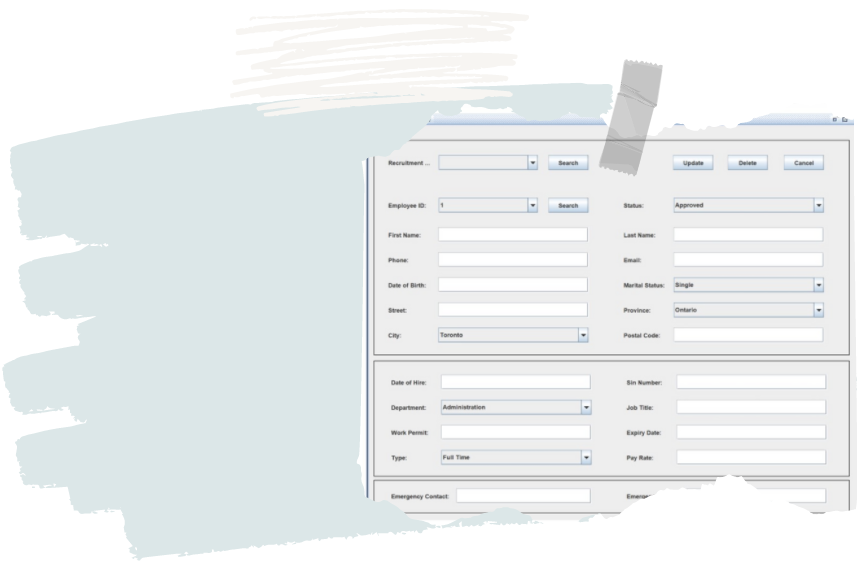 Recruitment ... Search Update Delete Cancel
Employee ID: 1 Search Status: Approved
First Name: Last Name:
Phone: Email:
Date of Birth: Marital Status: Single
Street: Province: Ontario
City: Toronto Postal Code:
Date of Hire: Sin Number:
Department: Administration Job Title:
Work Permit: Expiry Date:
Type: Full Time Pay Rate:
Emergency Contact: